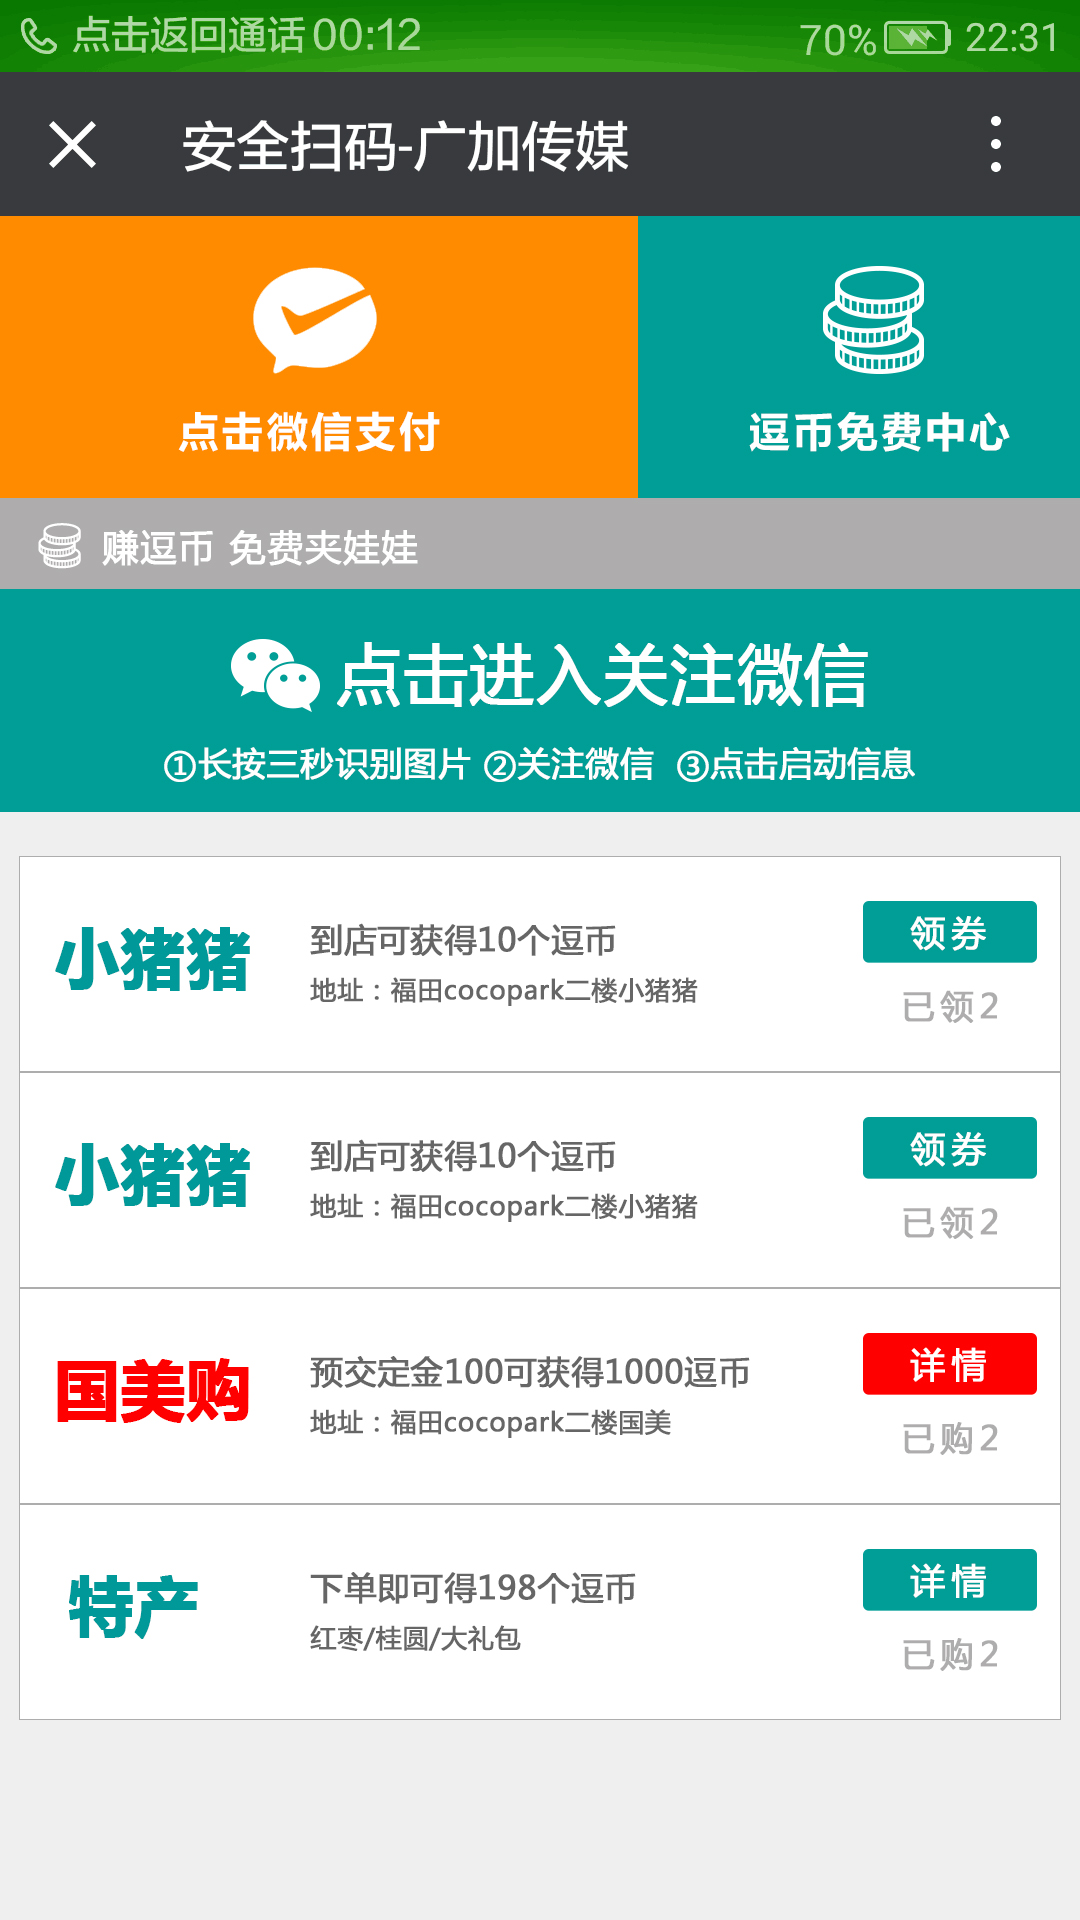 点击返回通话00:12 70% 22:31
安全扫码-广加传媒
点击微信支付 逗币免费中心
赚逗币 免费夹娃娃
点击进入关注微信
①长按三秒识别图片 ②关注微信 ③点击启动信息
小猪猪 到店可获得10个逗币 领券
地址：福田cocopark二楼小猪猪 已领2
小猪猪 到店可获得10个逗币 领券
地址：福田cocopark二楼小猪猪 已领2
国美购 预交定金100可获得1000逗币 详情
地址：福田cocopark二楼国美 已购2
特产 下单即可得198个逗币 详情
红枣/桂圆/大礼包 已购2